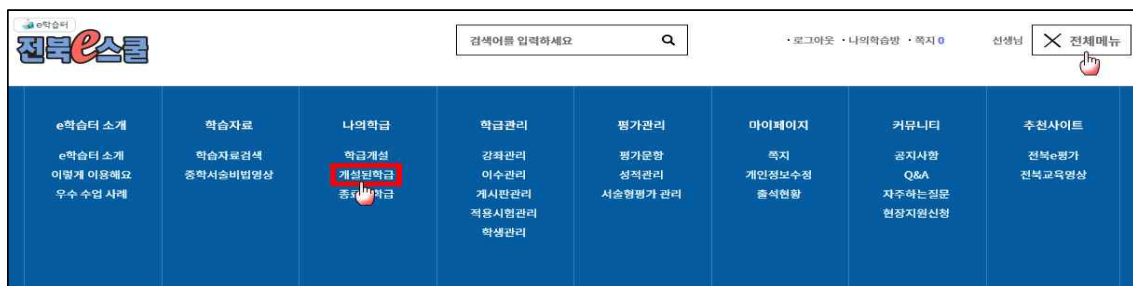 e학습터
전북e스쿨
검색어를 입력하세요
·로그아웃 ·나의학습방 ·쪽지 0 선생님 전체메뉴
e학습터 소개 학습자료 나의학급 학급관리 평가관리 마이페이지 커뮤니티 추천사이트
e학습터 소개 학습자료검색 학급개설 강좌관리 평가문항 쪽지 공지사항 전북e평가
이렇게 이용해요 중학서술비법영상 개설된학급 이수관리 성적관리 개인정보수정 Q&A 전북교육영상
우수 수업 사례 학급 게시판관리 서술형평가 관리 출석현황 자주하는질문
적용시험관리 현장지원신청
학생관리